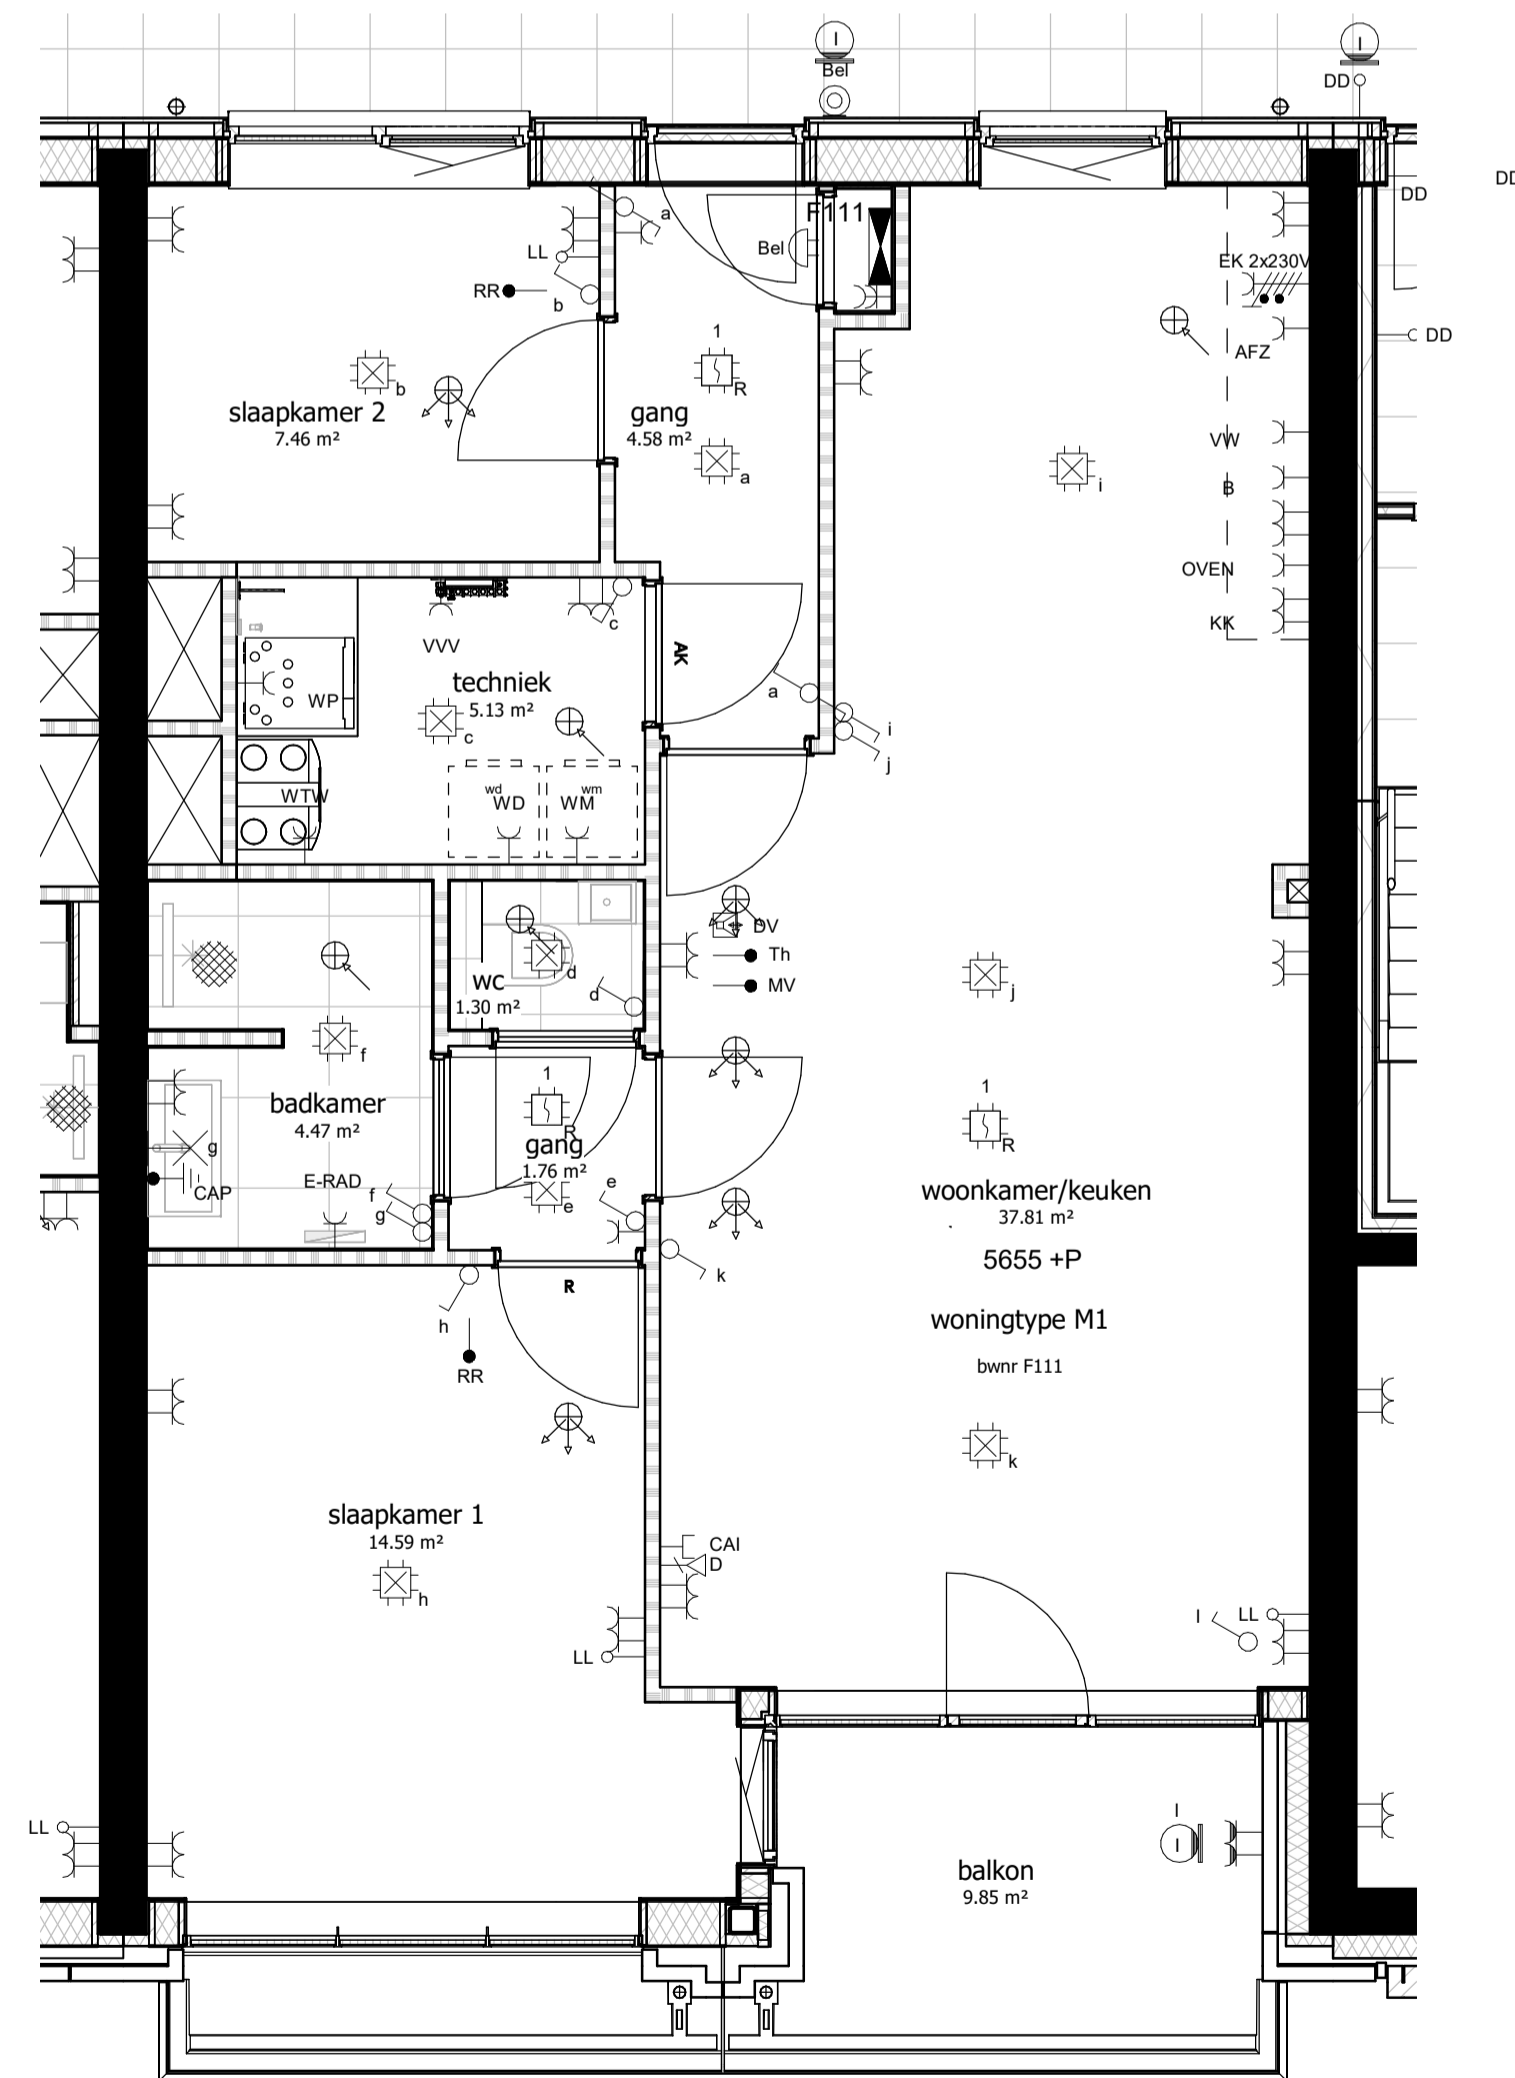 I
I
Bel
DD
DD
DD
F111
a
LL
Bel
RR
b
EK 2x230V
1
DD
AFZ
R
b
slaapkamer 2
7.46 m²
gang
4.58 m²
VW
a
i
B
OVEN
c
KK
VVV
AK
techniek
5.13 m²
WP
a
c
i
j
wd
WD
wm
WM
WTW
DV
Th
d
WC
1.30 m²
d
MV
j
f
1
1
badkamer
4.47 m²
R
gang
1.76 m²
R
g
CAP
E-RAD
f
g
e
e
woonkamer/keuken
37.81 m²
5655 +P
k
R
h
woningtype M1
RR
bwnr F111
k
slaapkamer 1
14.59 m²
CAI
D
h
l
LL
LL
LL
l
I
balkon
9.85 m²